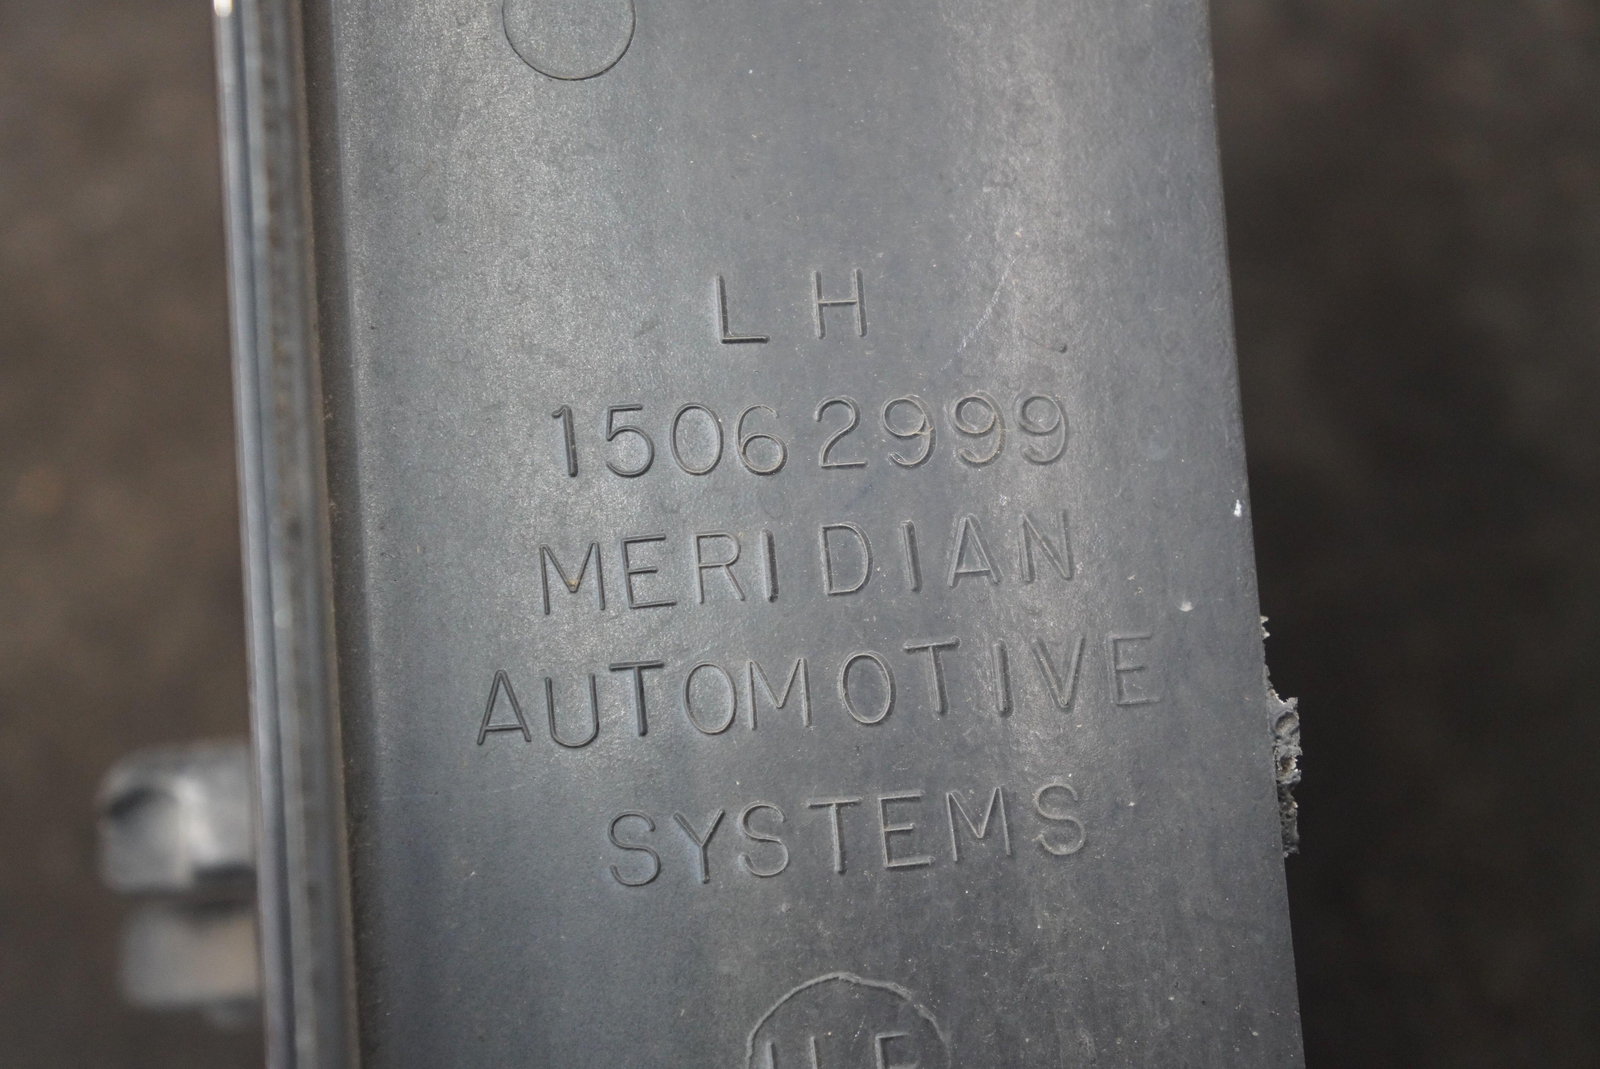 LH
15062999
MERIDIAN
AUTOMOTIVE
SYSTEMS